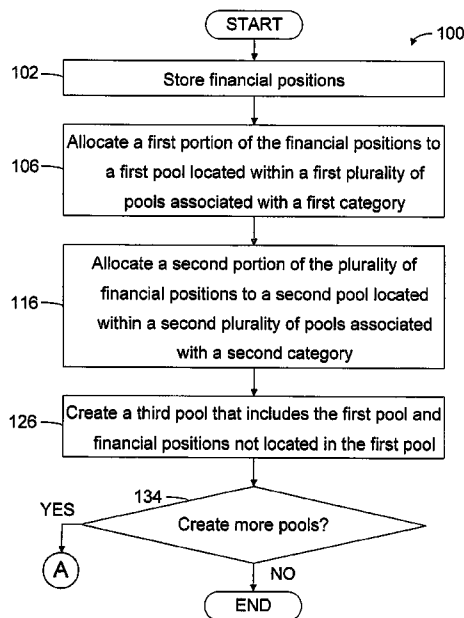 START
100
102
Store financial positions
106
Allocate a first portion of the financial positions to
a first pool located within a first plurality of
pools associated with a first category
116
Allocate a second portion of the plurality of
financial positions to a second pool located
within a second plurality of pools associated
with a second category
126
Create a third pool that includes the first pool and
financial positions not located in the first pool
134
YES
Create more pools?
A
NO
END